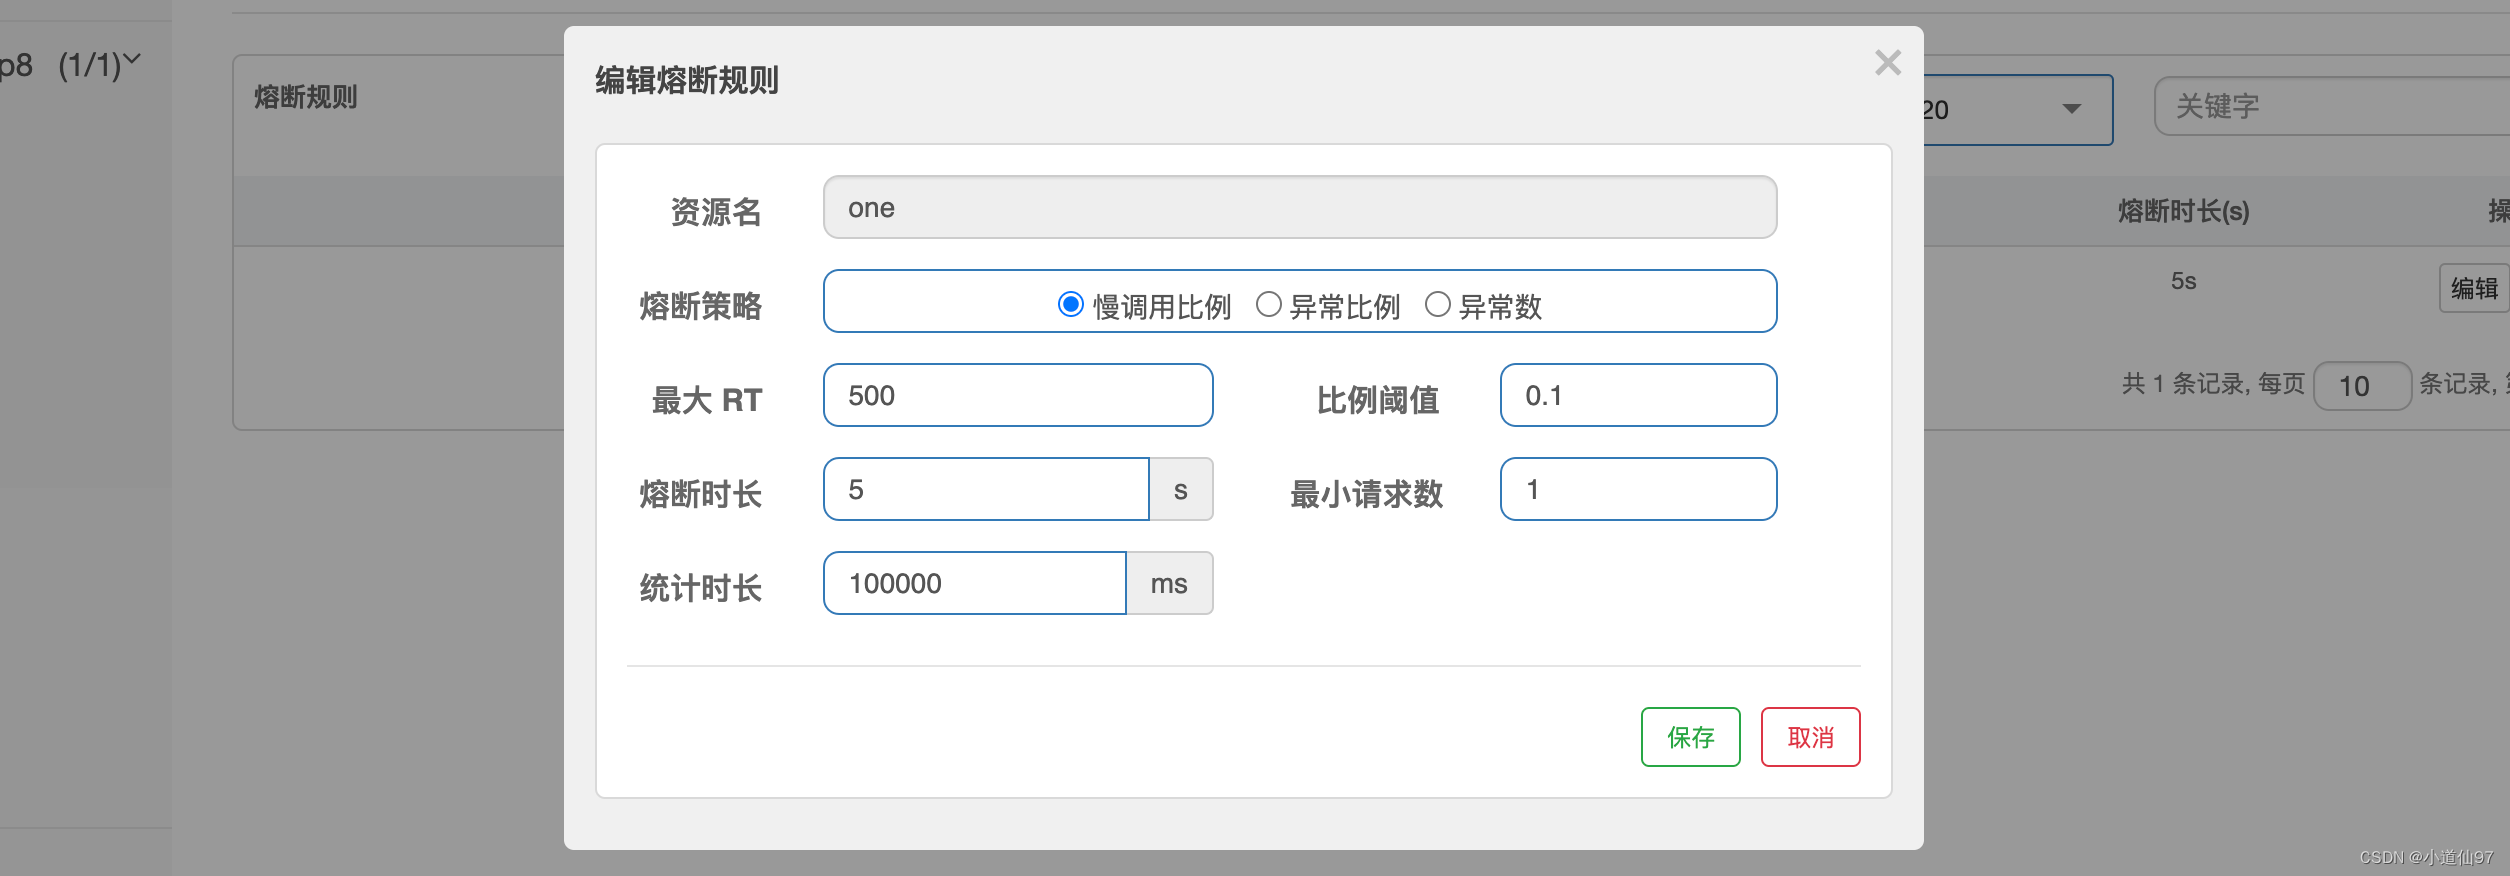 p8 (1/1)
熔断规则
20
关键字
熔断时长(s)
操
5s
编辑
共 1 条记录, 每页 10 条记录,
编辑熔断规则
资源名 one
熔断策略 慢调用比例 异常比例 异常数
最大 RT 500 比例阈值 0.1
熔断时长 5 s 最小请求数 1
统计时长 100000 ms
保存 取消
CSDN @小道仙97